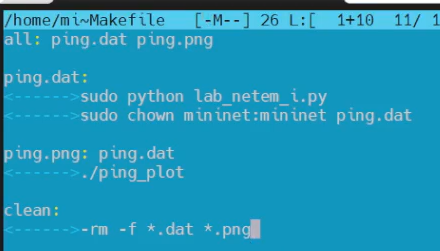 /home/mi~Makefile [-M--] 26 L:[ 1+10 11/ 1
all: ping.dat ping.png
ping.dat:
<------>sudo python lab_netem_i.py
<------>sudo chown mininet:mininet ping.dat
ping.png: ping.dat
<------>./ping_plot
clean:
<------>-rm -f *.dat *.png